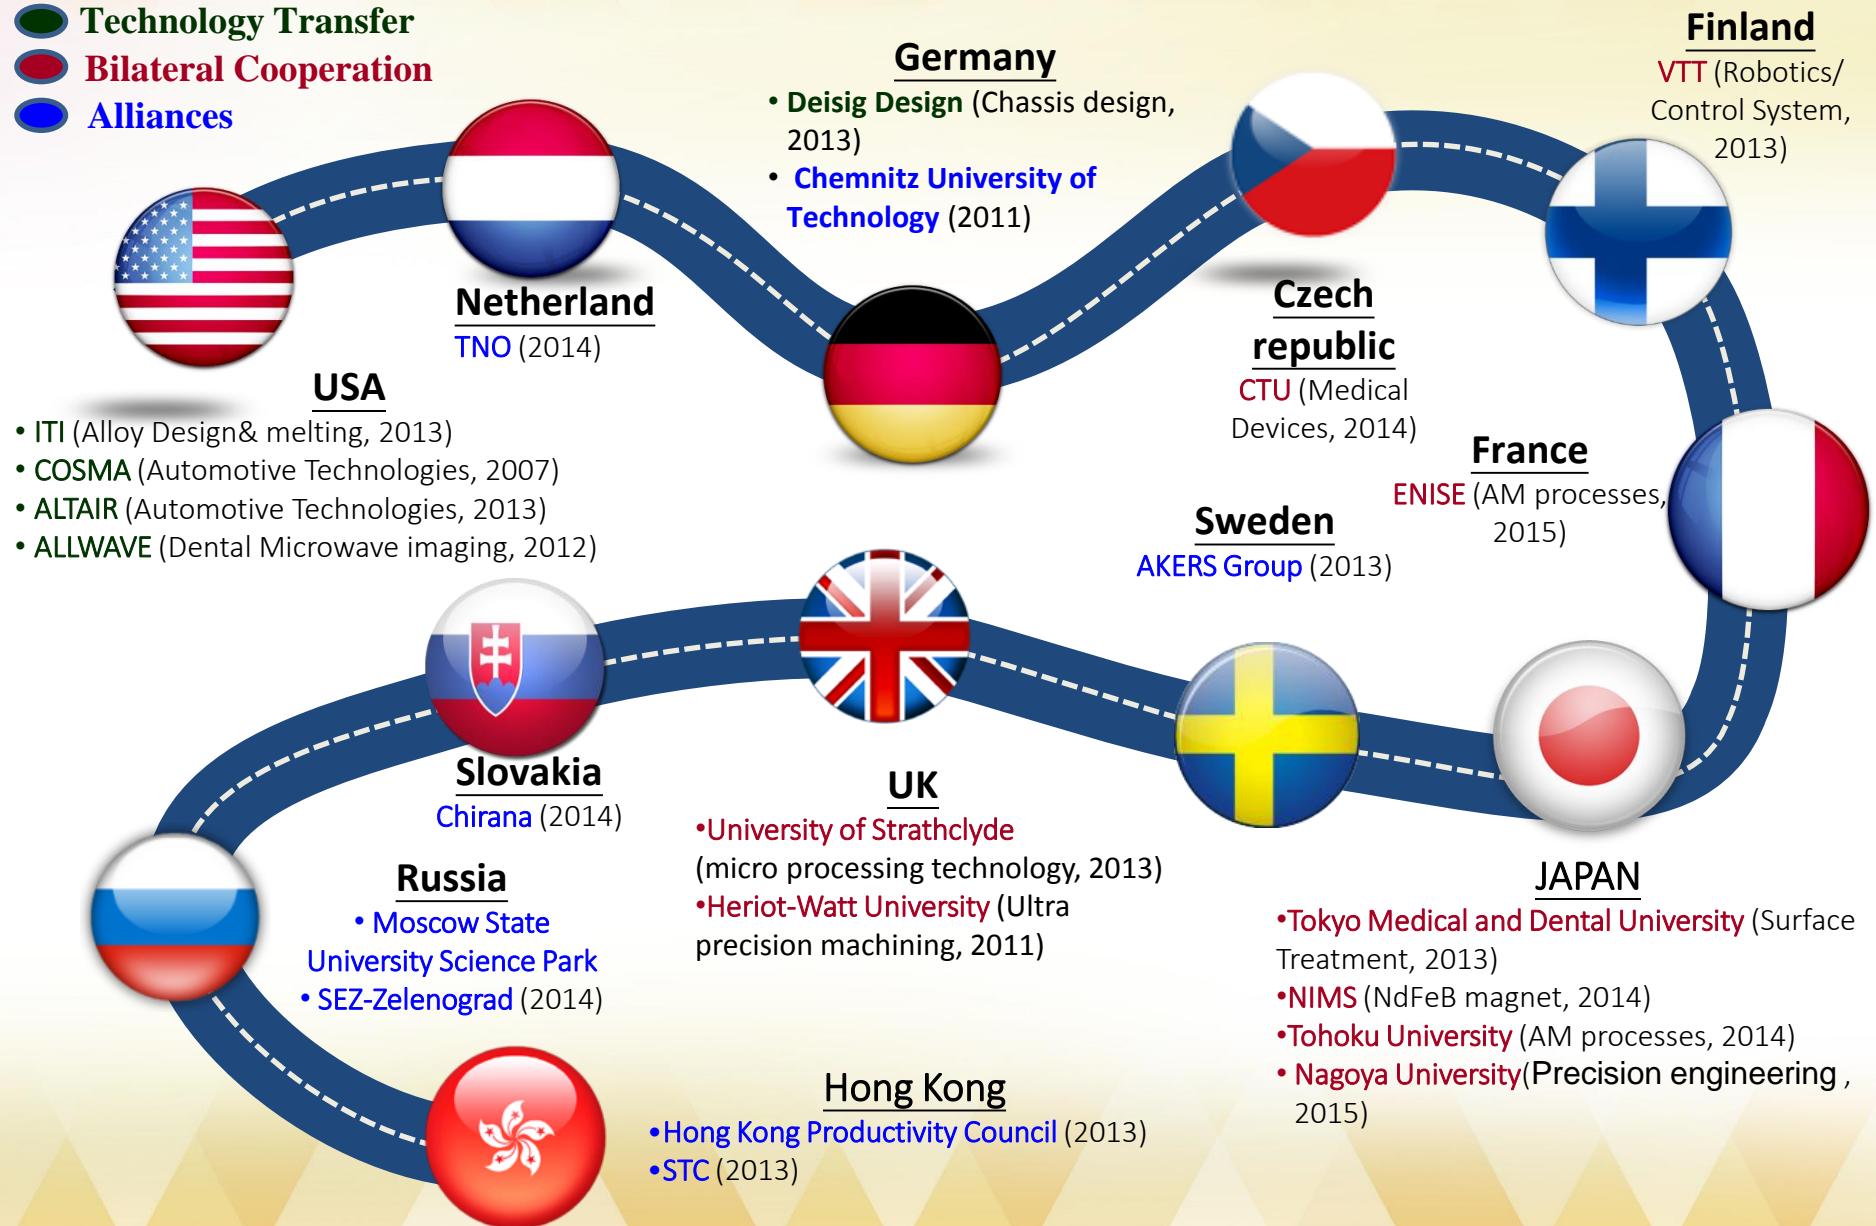 Technology Transfer
Bilateral Cooperation
Alliances
USA
• ITI (Alloy Design& melting, 2013)
• COSMA (Automotive Technologies, 2007)
• ALTAIR (Automotive Technologies, 2013)
• ALLWAVE (Dental Microwave imaging, 2012)
Netherland
TNO (2014)
Germany
• Deisig Design (Chassis design,
2013)
• Chemnitz University of
Technology (2011)
Czech
republic
CTU (Medical
Devices, 2014)
Finland
VTT (Robotics/
Control System,
2013)
France
ENISE (AM processes,
2015)
JAPAN
•Tokyo Medical and Dental University (Surface
Treatment, 2013)
•NIMS (NdFeB magnet, 2014)
•Tohoku University (AM processes, 2014)
• Nagoya University(Precision engineering ,
2015)
Sweden
AKERS Group (2013)
UK
•University of Strathclyde
(micro processing technology, 2013)
•Heriot-Watt University (Ultra
precision machining, 2011)
Slovakia
Chirana (2014)
Russia
• Moscow State
University Science Park
• SEZ-Zelenograd (2014)
Hong Kong
•Hong Kong Productivity Council (2013)
•STC (2013)